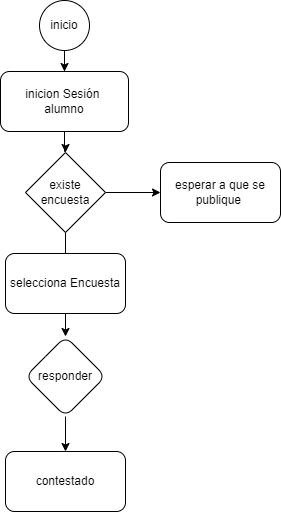 inicio
inicion Sesión
alumno
existe
encuesta
esperar a que se
publique
selecciona Encuesta
responder
contestado